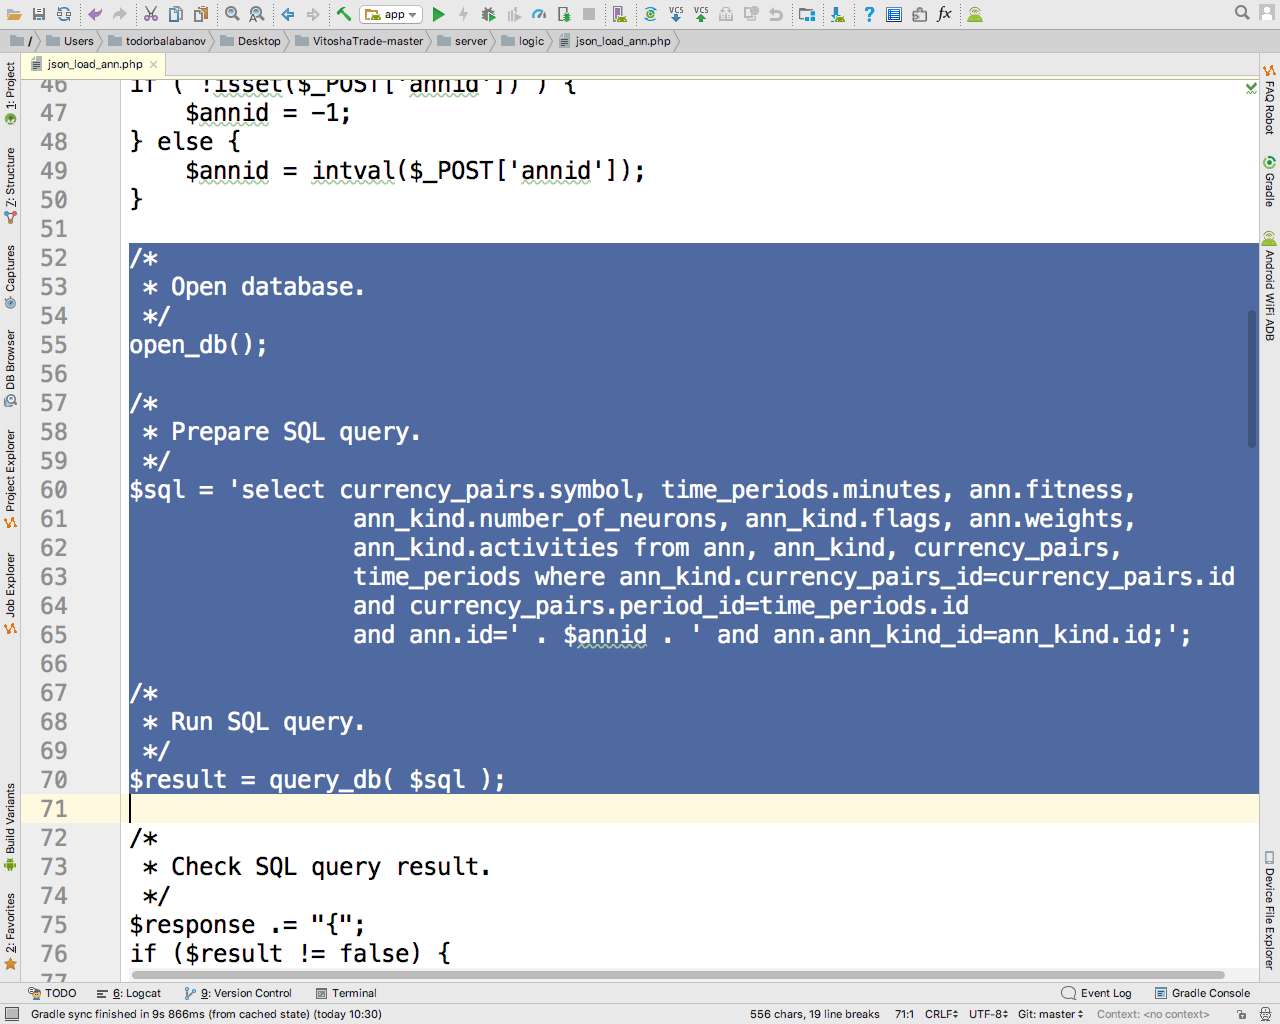 app
/ Users todorbalabanov Desktop VitoshaTrade-master server logic json_load_ann.php
json_load_ann.php
1: Project
7: Structure
Captures
DB Browser
Project Explorer
Job Explorer
Build Variants
2: Favorites
46 if ( !isset($_POST['annid']) ) {
47 $annid = -1;
48 } else {
49 $annid = intval($_POST['annid']);
50 }
51
52 /*
53 * Open database.
54 */
55 open_db();
56
57 /*
58 * Prepare SQL query.
59 */
60 $sql = 'select currency_pairs.symbol, time_periods.minutes, ann.fitness,
61 ann_kind.number_of_neurons, ann_kind.flags, ann.weights,
62 ann_kind.activities from ann, ann_kind, currency_pairs,
63 time_periods where ann_kind.currency_pairs_id=currency_pairs.id
64 and currency_pairs.period_id=time_periods.id
65 and ann.id=' . $annid . ' and ann.ann_kind_id=ann_kind.id;';
66
67 /*
68 * Run SQL query.
69 */
70 $result = query_db( $sql );
71
72 /*
73 * Check SQL query result.
74 */
75 $response .= "{";
76 if ($result != false) {
77
FAQ Robot
Gradle
Android WiFi ADB
Device File Explorer
TODO 6: Logcat 9: Version Control Terminal Event Log Gradle Console
Gradle sync finished in 9s 866ms (from cached state) (today 10:30) 556 chars, 19 line breaks 71:1 CRLF UTF-8 Git: master Context: <no context>